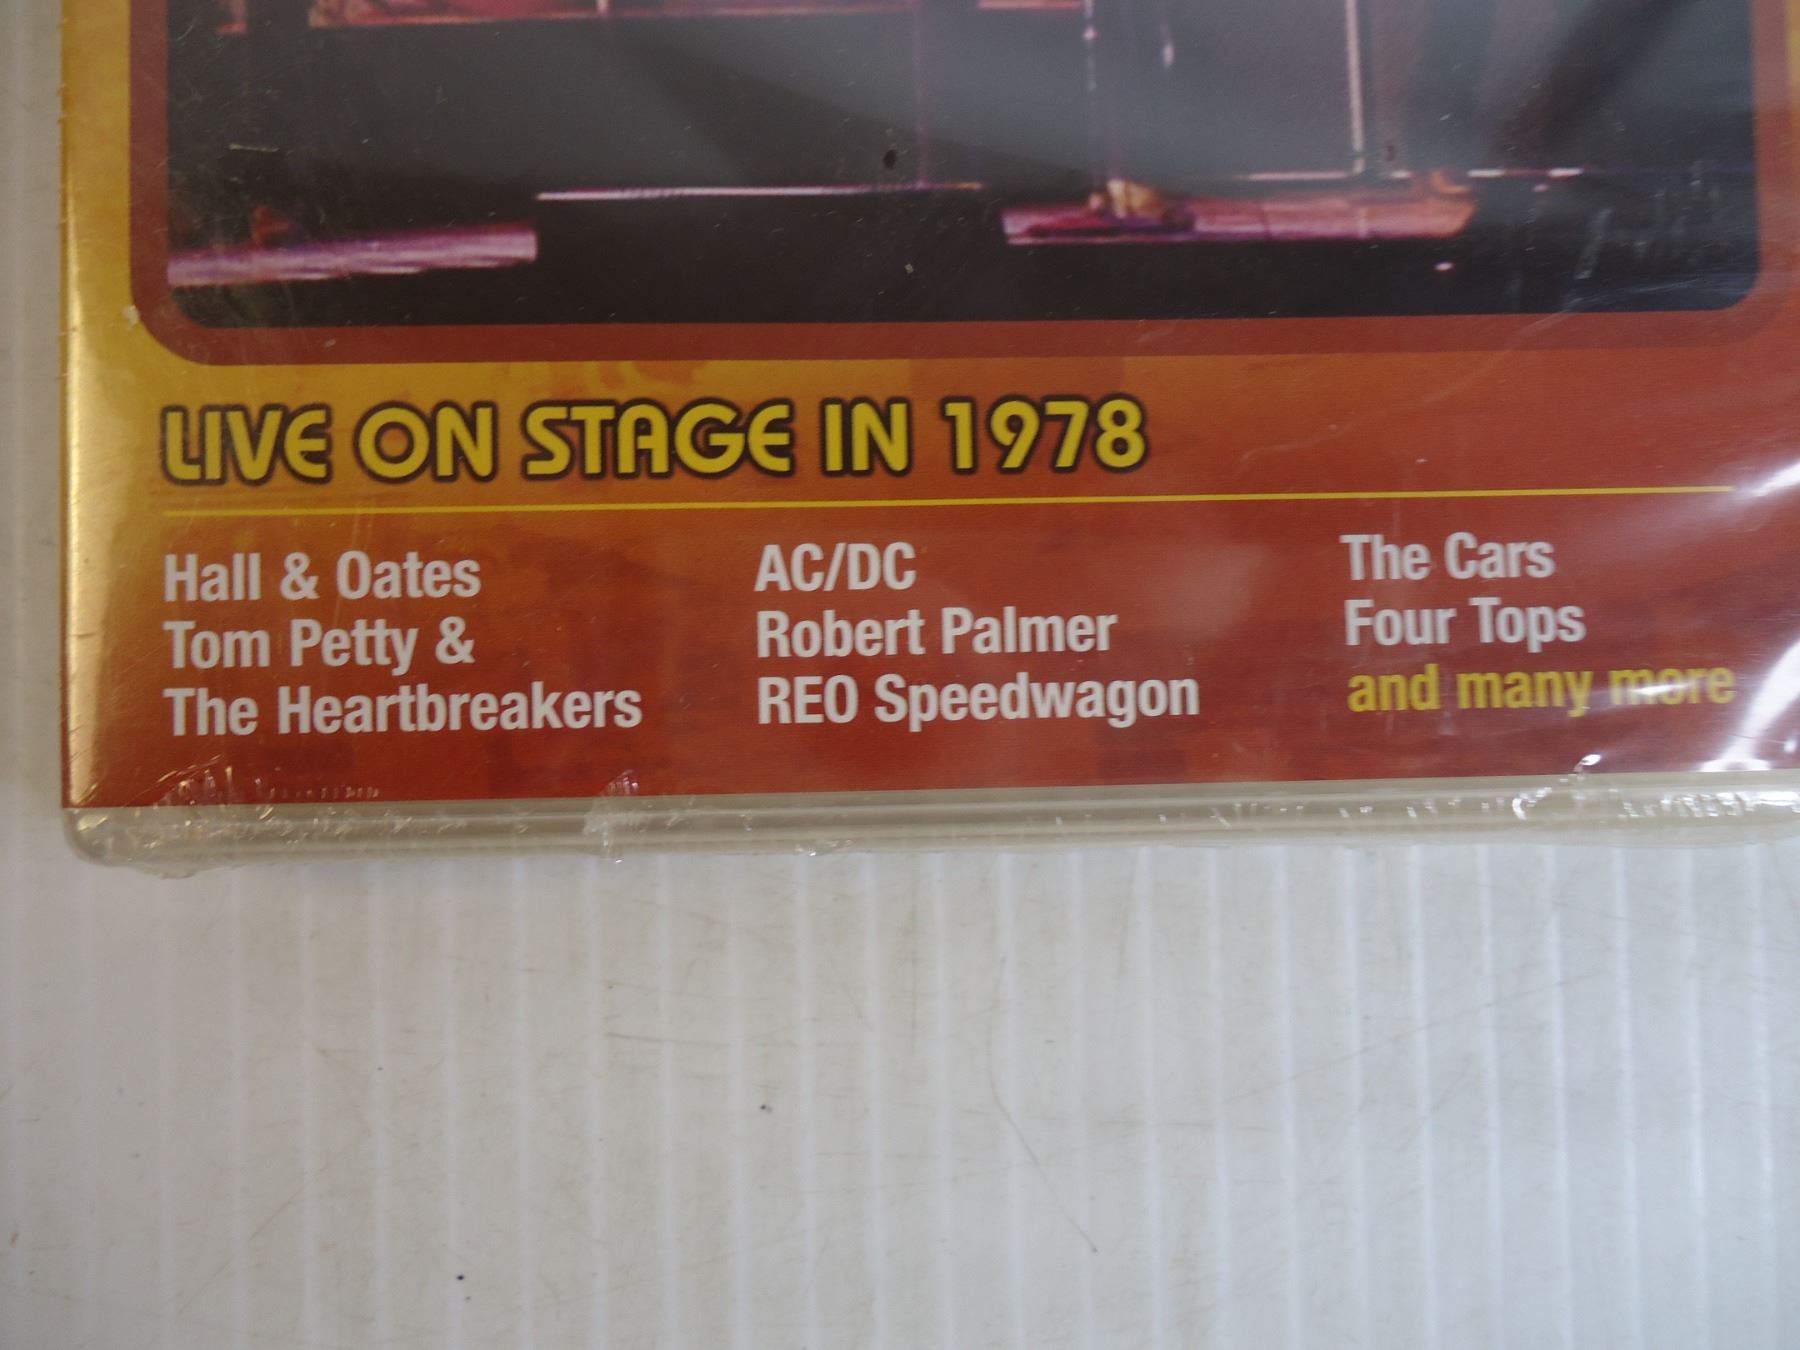 LIVE ON STAGE IN 1978
Hall & Oates
Tom Petty &
The Heartbreakers
AC/DC
Robert Palmer
REO Speedwagon
The Cars
Four Tops
and many more